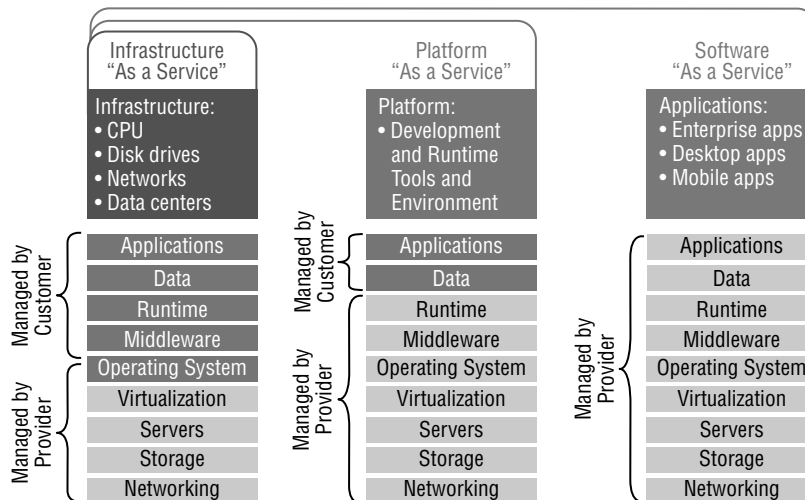 Infrastructure
“As a Service”
Infrastructure:
• CPU
• Disk drives
• Networks
• Data centers
Managed by
Customer
Applications
Data
Runtime
Middleware
Managed by
Provider
Operating System
Virtualization
Servers
Storage
Networking
Platform
“As a Service”
Platform:
• Development
and Runtime
Tools and
Environment
Managed by
Customer
Applications
Data
Managed by
Provider
Runtime
Middleware
Operating System
Virtualization
Servers
Storage
Networking
Software
“As a Service”
Applications:
• Enterprise apps
• Desktop apps
• Mobile apps
Managed by
Provider
Applications
Data
Runtime
Middleware
Operating System
Virtualization
Servers
Storage
Networking